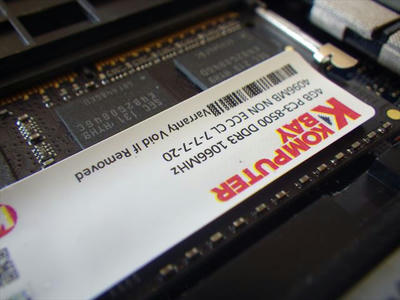 KOMPUTER
BAY
4GB PC3-8500 DDR3 1066MHz
4096MB NON ECC CL 7-7-7-20
Warranty Void If Removed